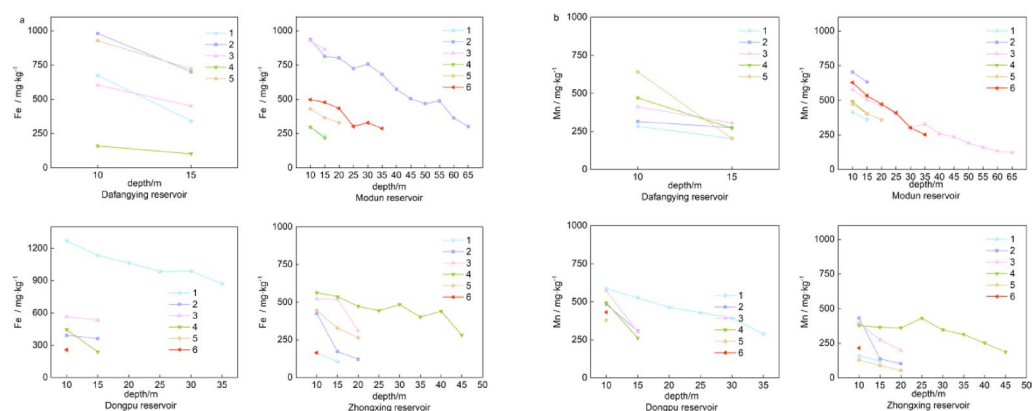 a
1000
750
500
250
0
Fe / mg·kg⁻¹
10 15
depth/m
Dafangying reservoir
1
2
3
4
5
1000
750
500
250
0
Fe / mg·kg⁻¹
10 15 20 25 30 35 40 45 50 55 60 65
depth/m
Modun reservoir
1
2
3
4
5
6
b
1000
750
500
250
0
Mn / mg·kg⁻¹
10 15
depth/m
Dafangying reservoir
1
2
3
4
5
1000
750
500
250
0
Mn / mg·kg⁻¹
10 15 20 25 30 35 40 45 50 55 60 65
depth/m
Modun reservoir
1
2
3
4
5
6
1200
900
600
300
Fe / mg·kg⁻¹
10 15 20 25 30 35
depth/m
Dongpu reservoir
1
2
3
4
5
6
1000
750
500
250
0
Fe / mg·kg⁻¹
10 15 20 25 30 35 40 45 50
depth/m
Zhongxing reservoir
1
2
3
4
5
6
1000
750
500
250
0
Mn / mg·kg⁻¹
10 15 20 25 30 35
depth/m
Dongpu reservoir
1
2
3
4
5
6
1000
750
500
250
0
Mn / mg·kg⁻¹
10 15 20 25 30 35 40 45 50
depth/m
Zhongxing reservoir
1
2
3
4
5
6